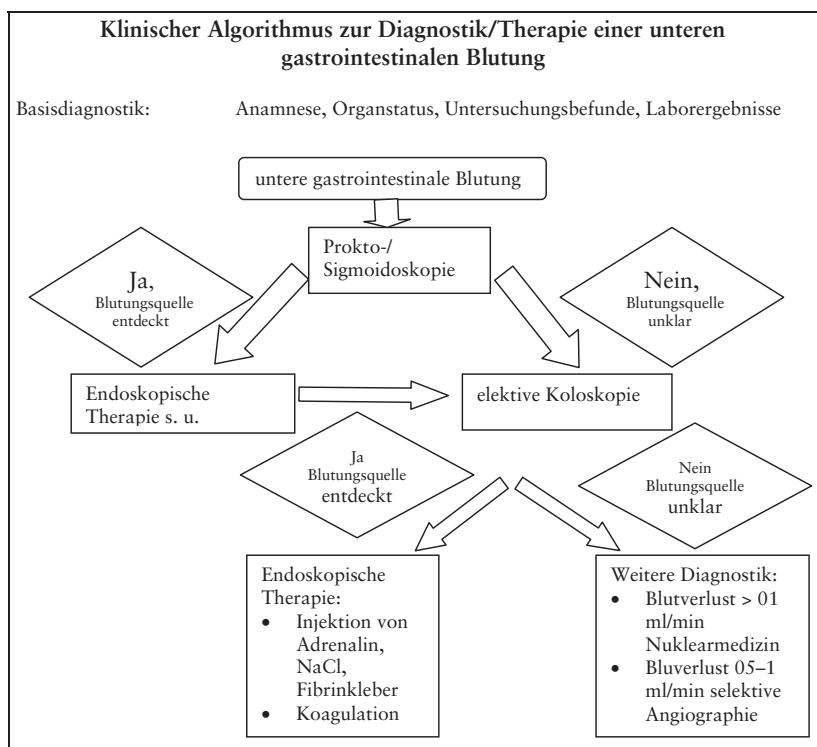 Klinischer Algorithmus zur Diagnostik/Therapie einer unteren
gastrointestinalen Blutung
Basisdiagnostik: Anamnese, Organstatus, Untersuchungsbefunde, Laborergebnisse
untere gastrointestinale Blutung
Prokto-/
Sigmoidoskopie
Ja,
Blutungsquelle
entdeckt
Nein,
Blutungsquelle
unklar
Endoskopische
Therapie s. u.
elektive Koloskopie
Ja
Blutungsquelle
entdeckt
Nein
Blutungsquelle
unklar
Endoskopische
Therapie:
• Injektion von
Adrenalin,
NaCl,
Fibrinkleber
• Koagulation
Weitere Diagnostik:
• Blutverlust > 01
ml/min
Nuklearmedizin
• Bluverlust 05–1
ml/min selektive
Angiographie